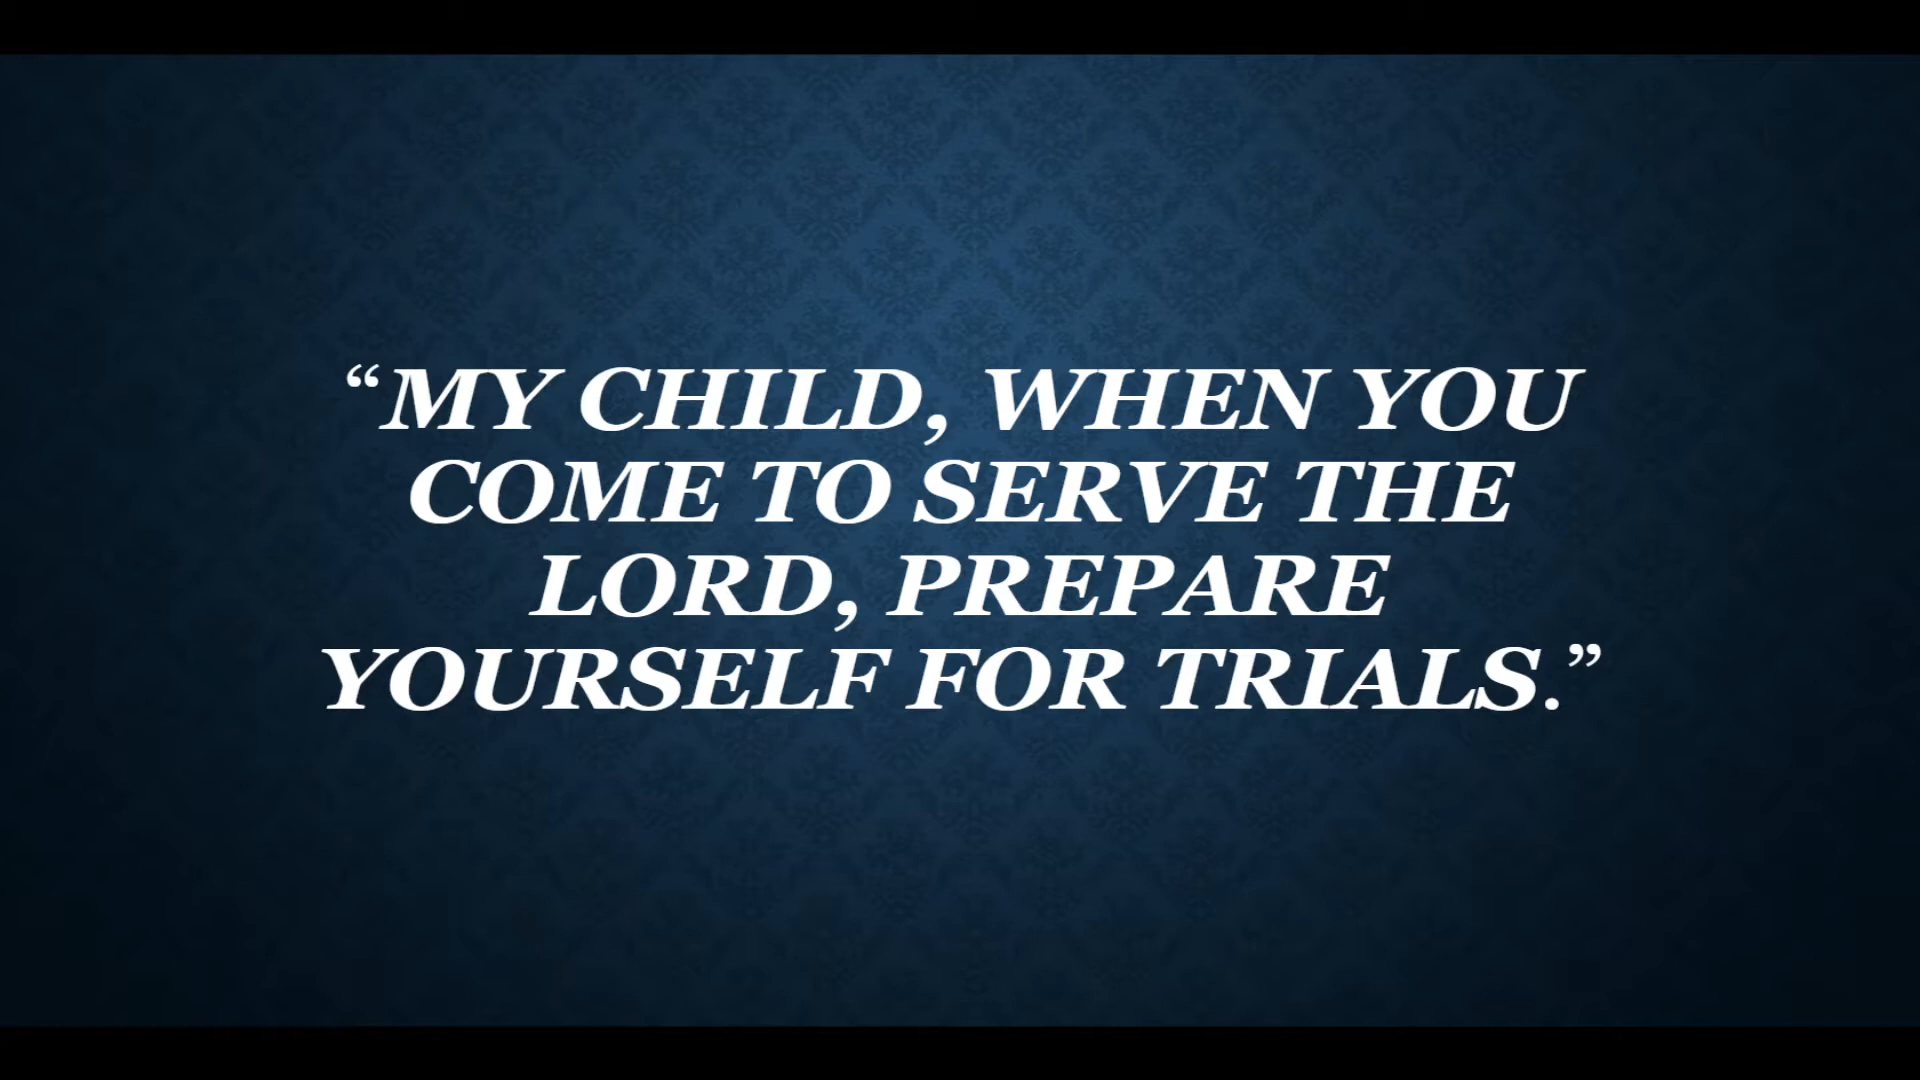 “MY CHILD, WHEN YOU
COME TO SERVE THE
LORD, PREPARE
YOURSELF FOR TRIALS.”